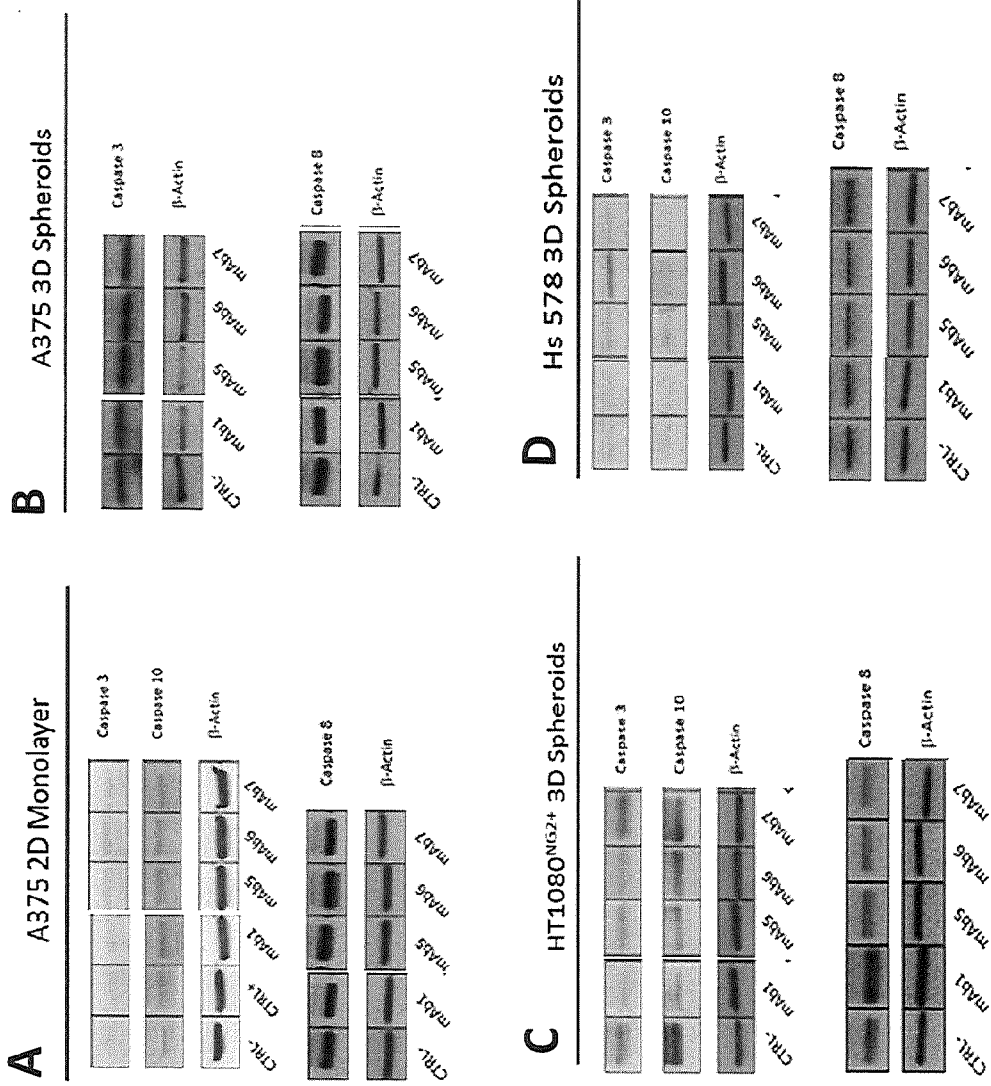 A
A375 2D Monolayer
Caspase 3
Caspase 10
β-Actin
CTRL- CTRL+ mAb1 mAb5 mAb6 mAb7
Caspase 8
β-Actin
CTRL- mAb1 mAb5 mAb6 mAb7
B
A375 3D Spheroids
Caspase 3
β-Actin
CTRL- mAb1 mAb5 mAb6 mAb7
Caspase 8
β-Actin
CTRL- mAb1 mAb5 mAb6 mAb7
C
HT1080NG2+ 3D Spheroids
Caspase 3
Caspase 10
β-Actin
CTRL- mAb1 mAb5 mAb6 mAb7
Caspase 8
β-Actin
CTRL- mAb1 mAb5 mAb6 mAb7
D
Hs 578 3D Spheroids
Caspase 3
Caspase 10
β-Actin
CTRL- mAb1 mAb5 mAb6 mAb7
Caspase 8
β-Actin
CTRL- mAb1 mAb5 mAb6 mAb7